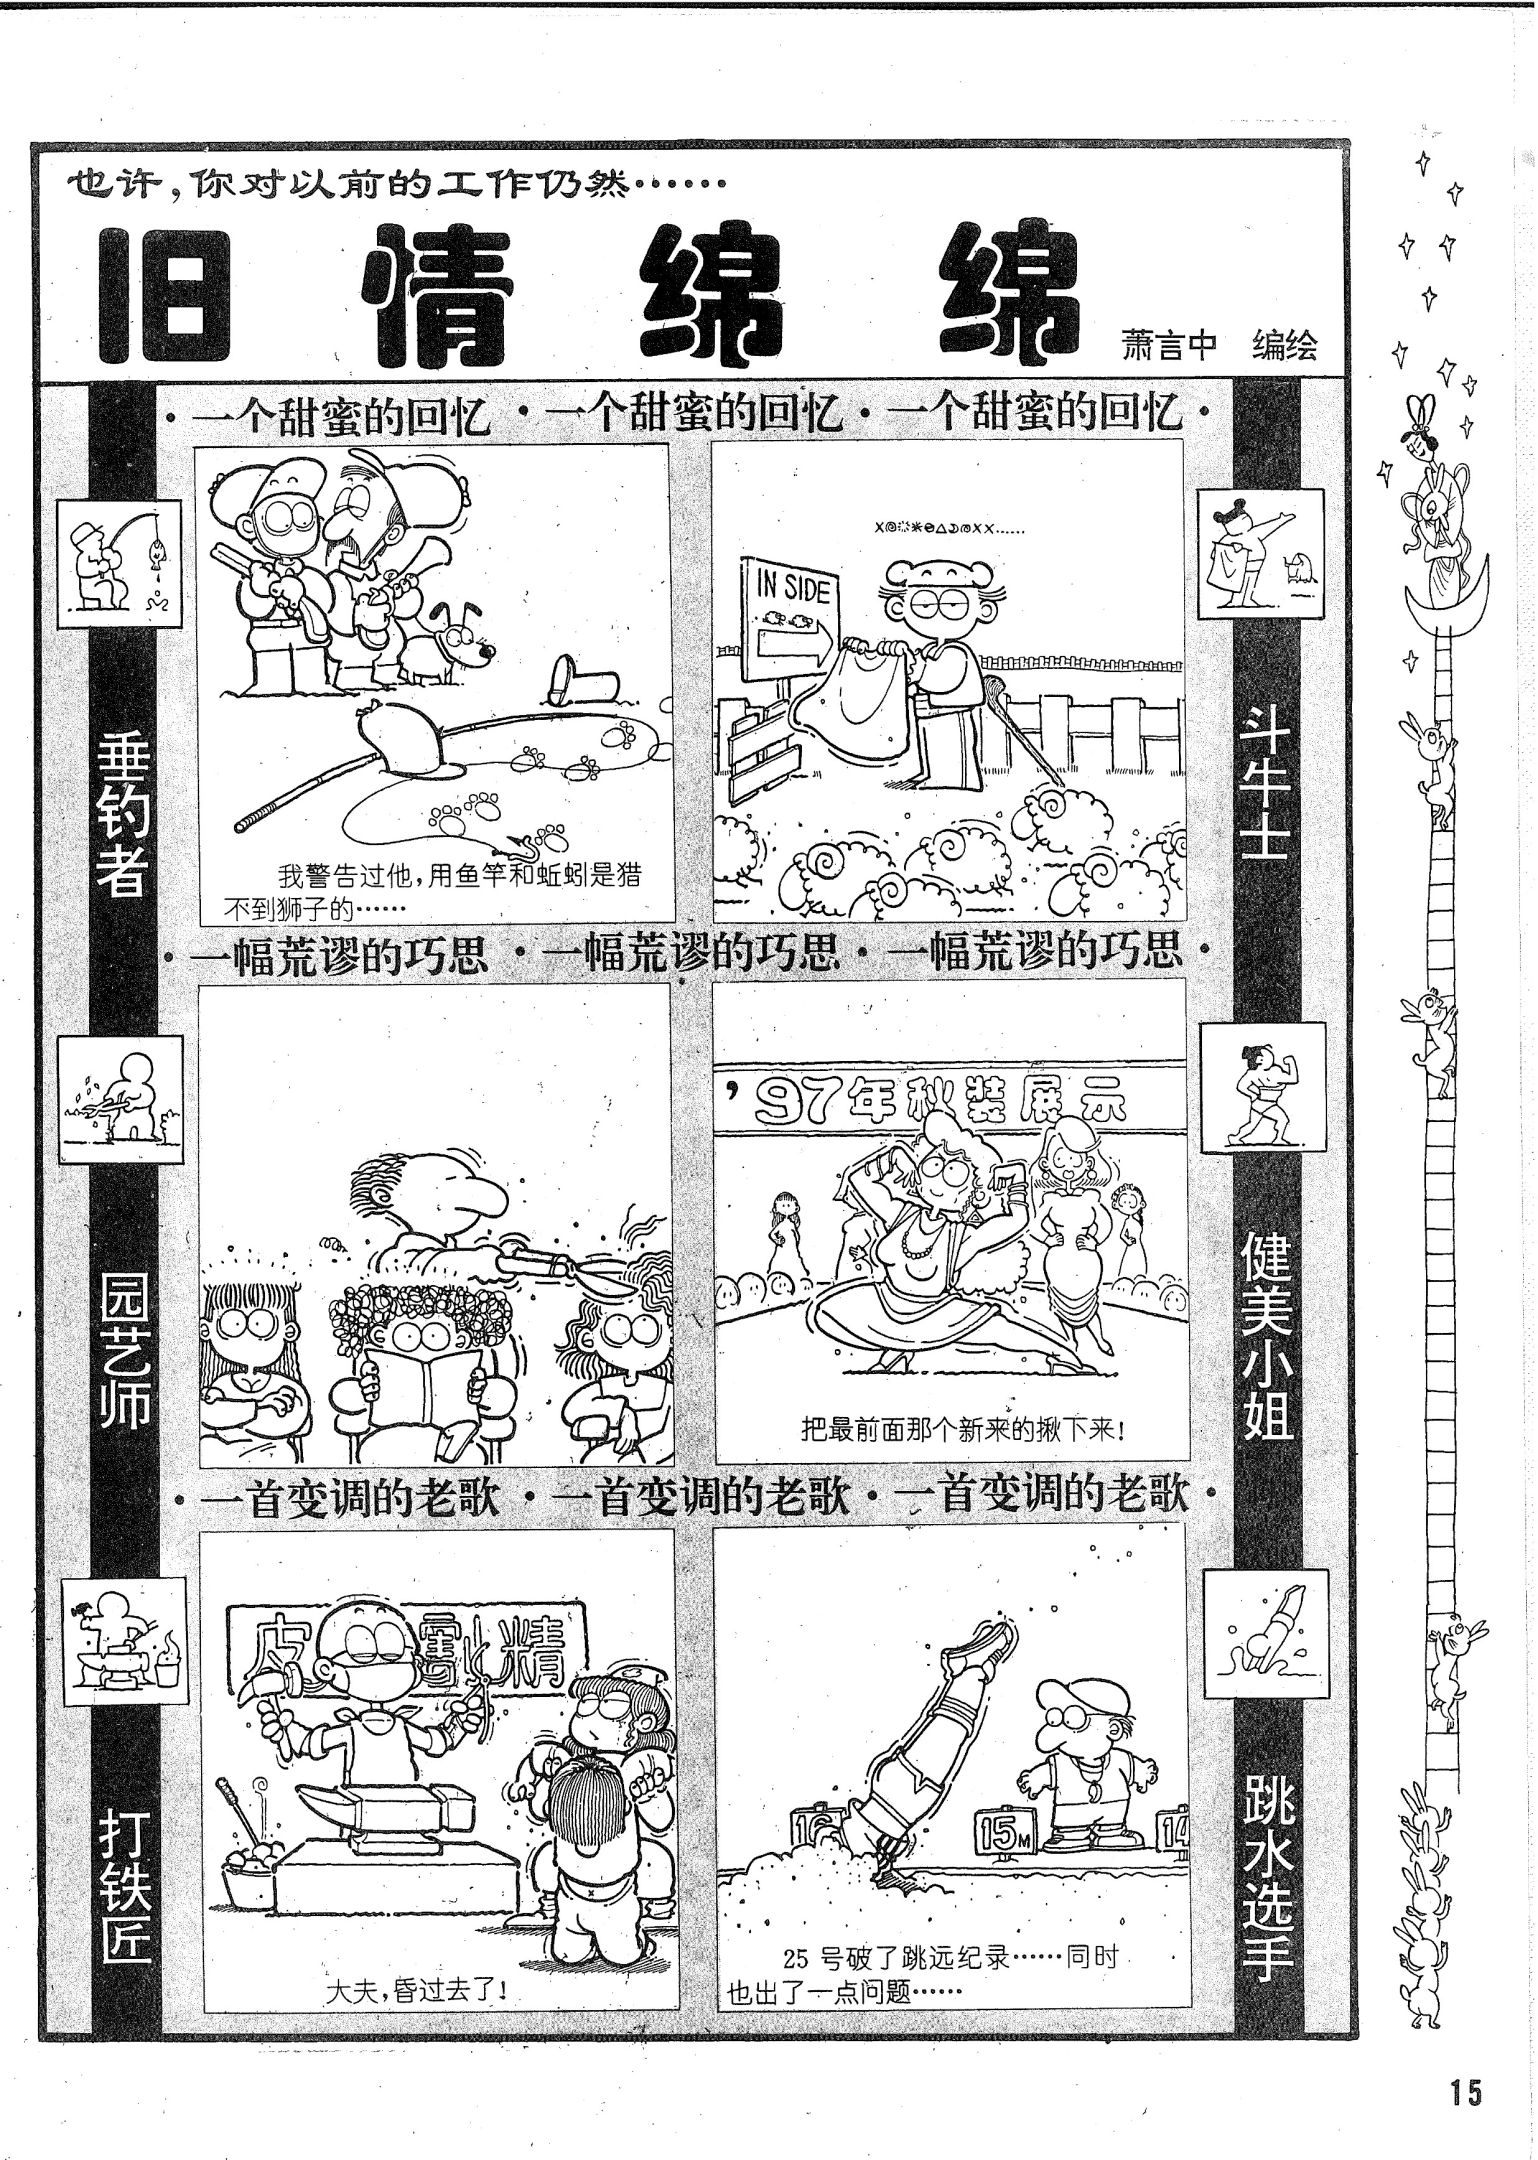 也许，你对以前的工作仍然……
旧情绵绵
萧言中 编绘
·一个甜蜜的回忆·一个甜蜜的回忆·一个甜蜜的回忆·
垂钓者
我警告过他，用鱼竿和蚯蚓是猎
不到狮子的……
IN SIDE
斗牛士
·一幅荒谬的巧思·一幅荒谬的巧思·一幅荒谬的巧思·
园艺师
'97年秋装展示
把最前面那个新来的揪下来！
健美小姐
·一首变调的老歌·一首变调的老歌·一首变调的老歌·
打铁匠
精
大夫，昏过去了！
16
15M
14
25号破了跳远纪录……同时
也出了一点问题……
跳水选手
15